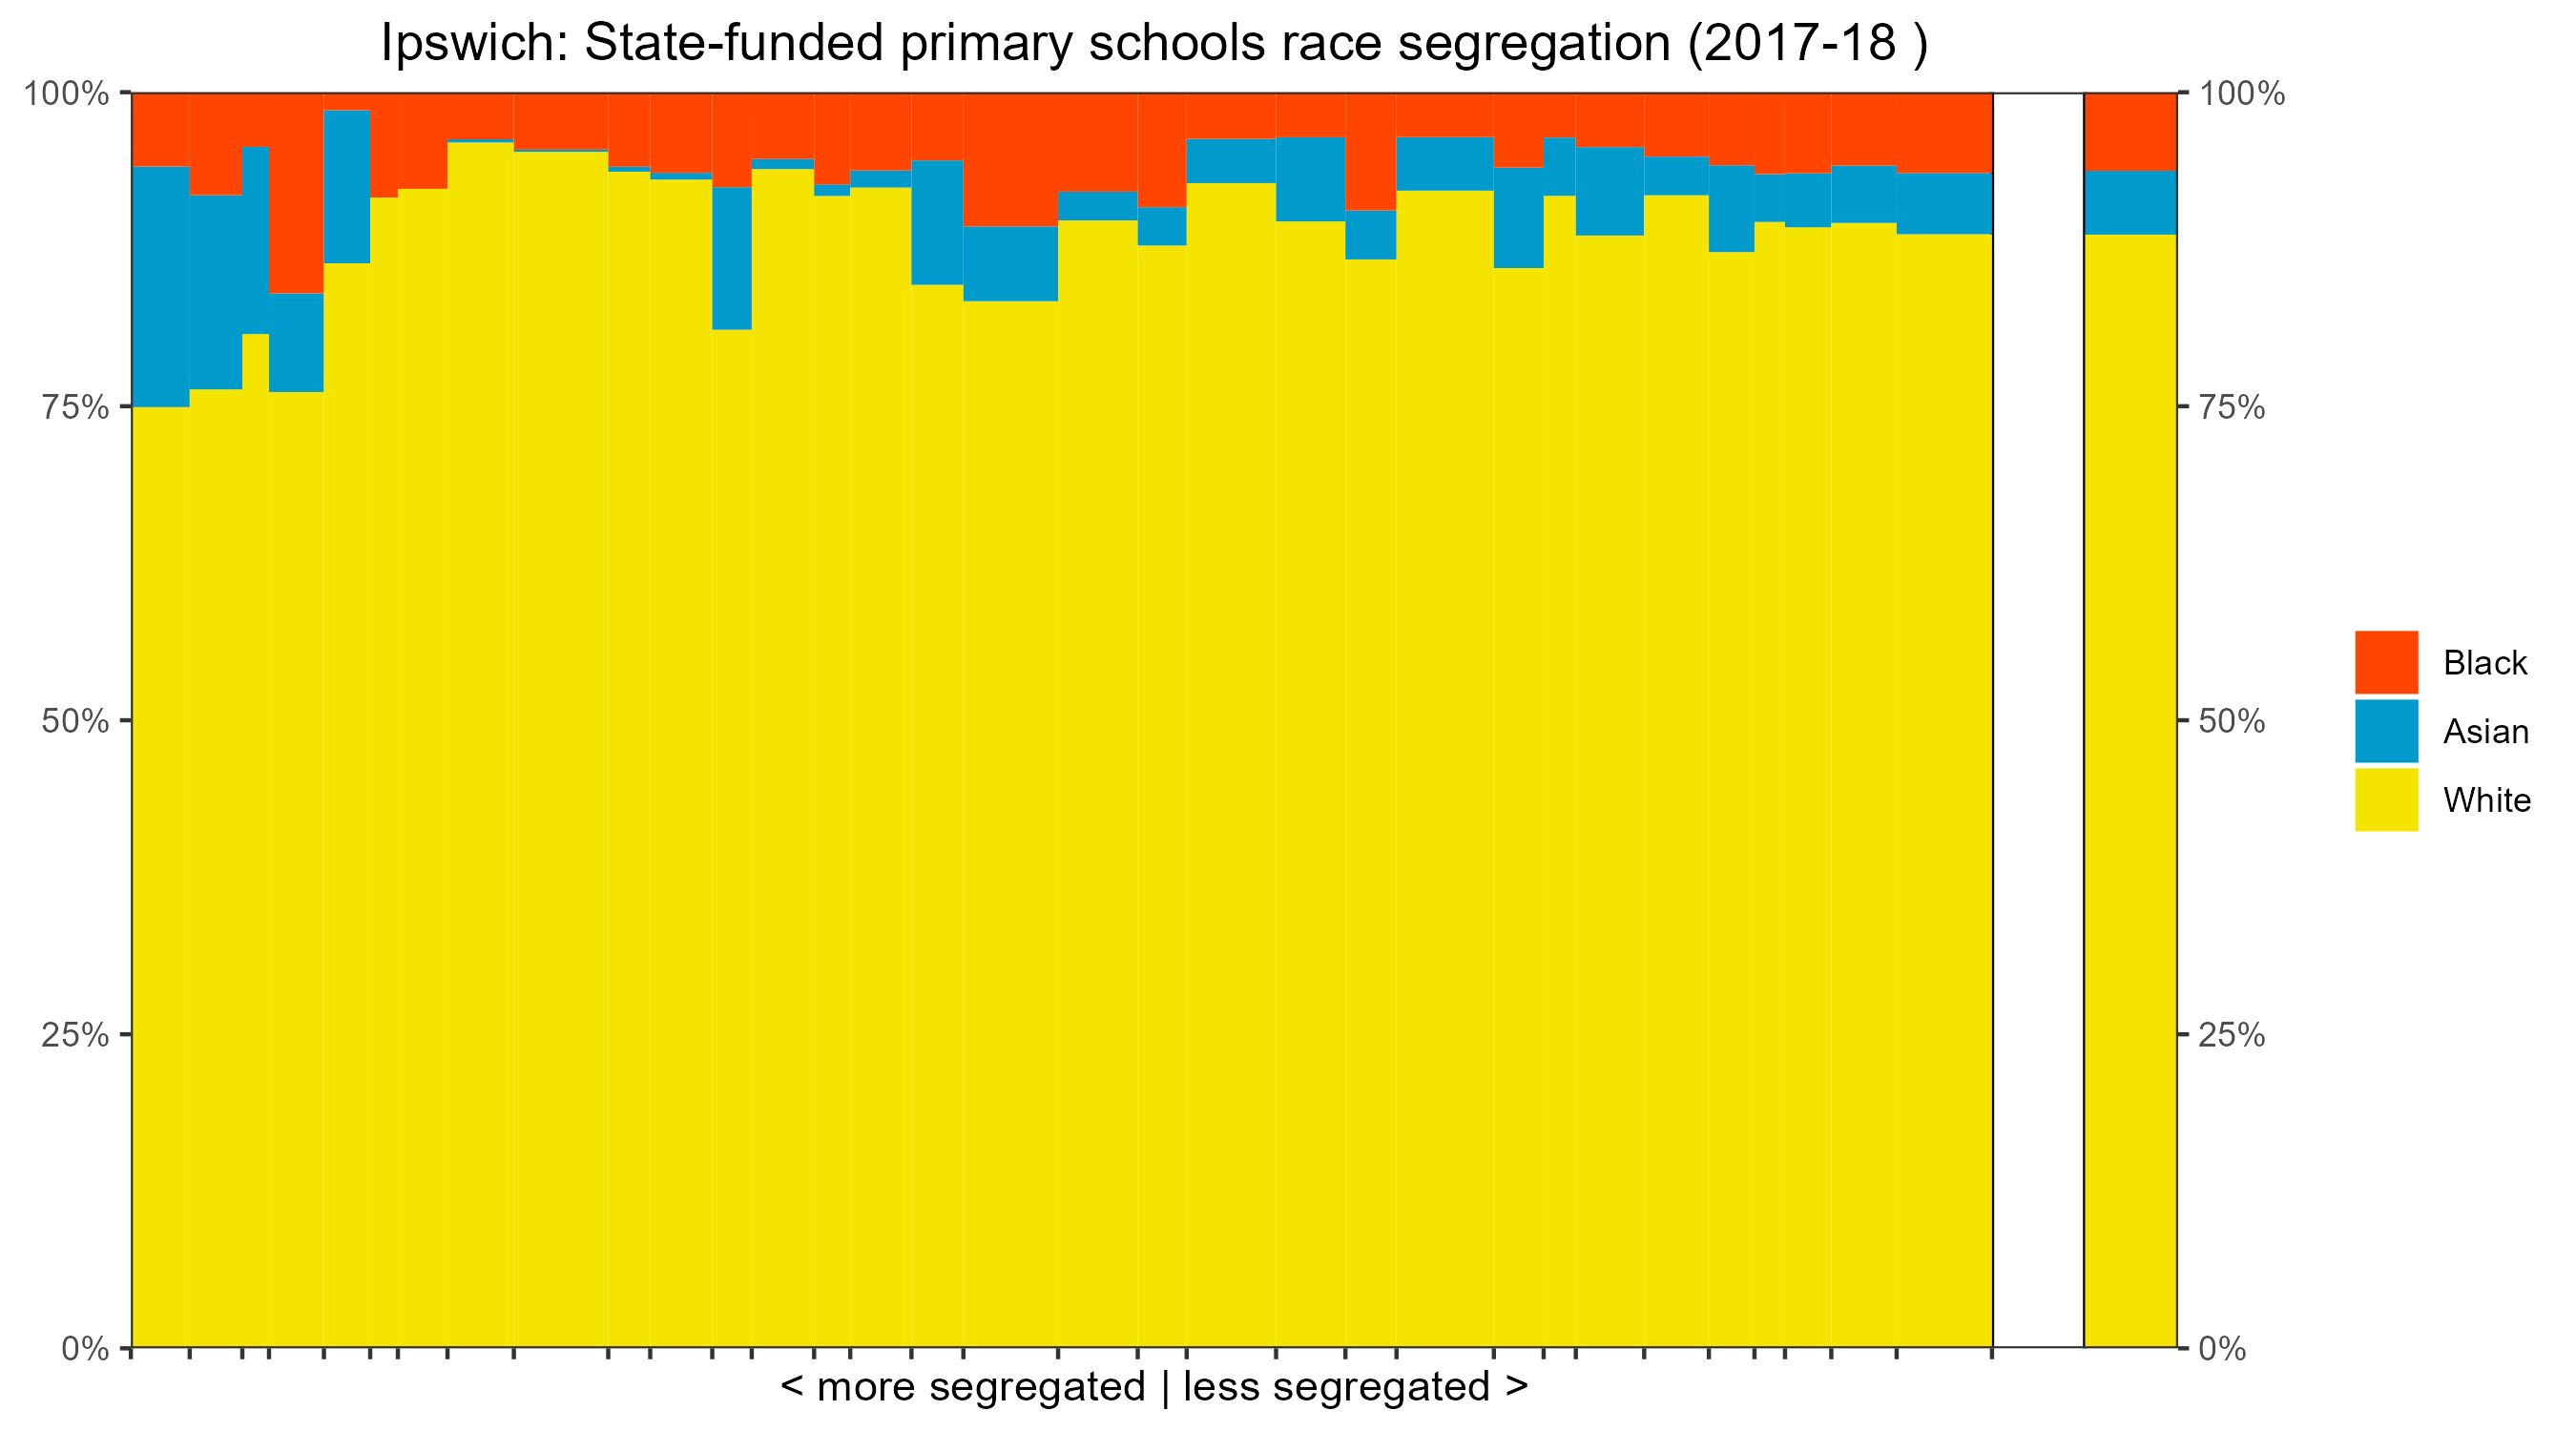 Ipswich: State-funded primary schools race segregation (2017-18 )
100%
100%
75%
75%
50%
50%
25%
25%
0%
0%
Black
Asian
White
< more segregated | less segregated >